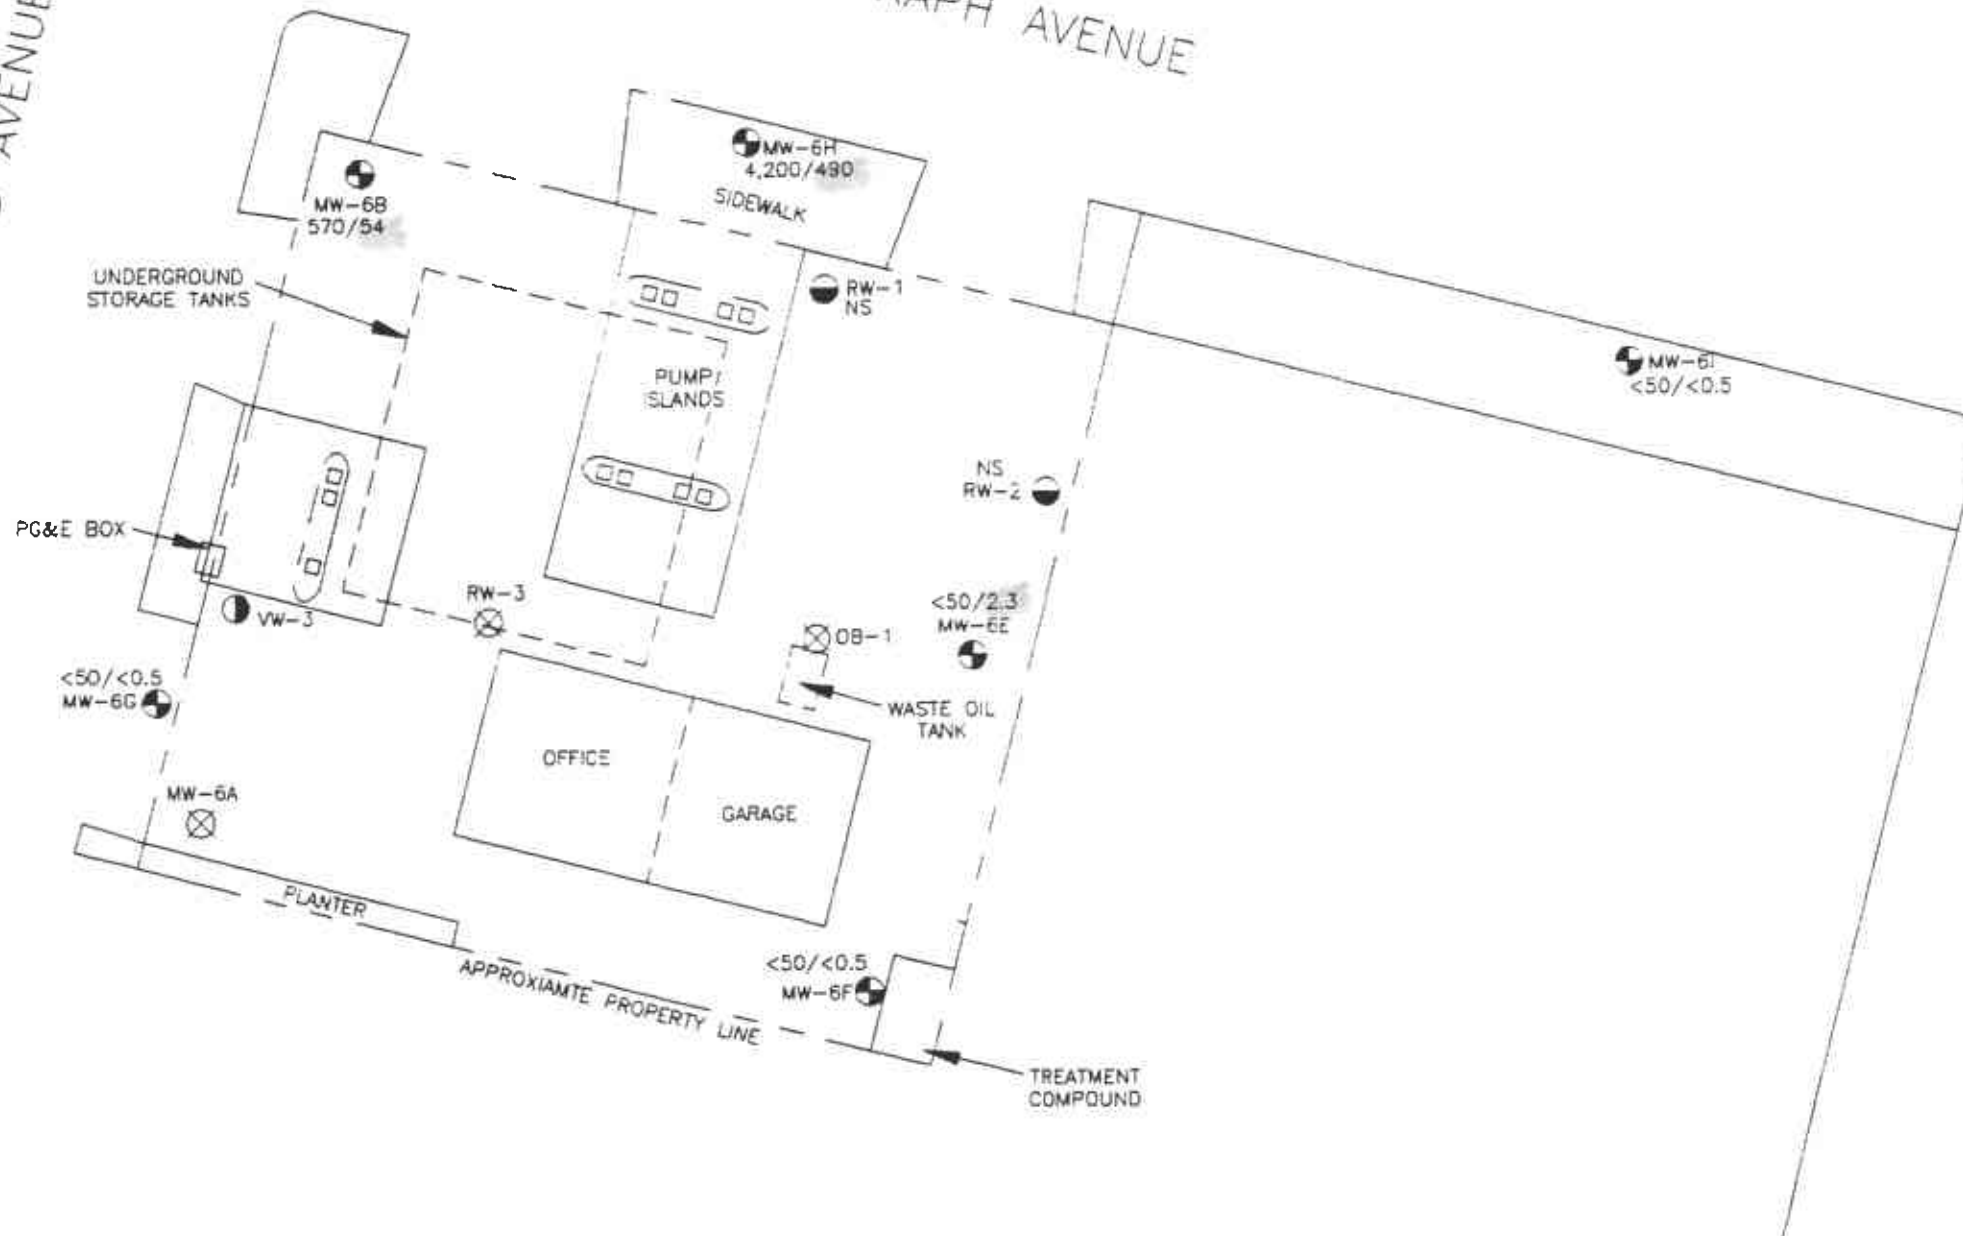 AVENUE
AVENUE
MW-6H
4,200/490
SIDEWALK
MW-6B
570/54
UNDERGROUND
STORAGE TANKS
RW-1
NS
PUMP
ISLANDS
MW-6I
<50/<0.5
NS
RW-2
PG&E BOX
RW-3
VW-3
<50/2.3
MW-6E
OB-1
<50/<0.5
MW-6G
WASTE OIL
TANK
OFFICE
GARAGE
MW-6A
PLANTER
<50/<0.5
MW-6F
APPROXIAMTE PROPERTY LINE
TREATMENT
COMPOUND